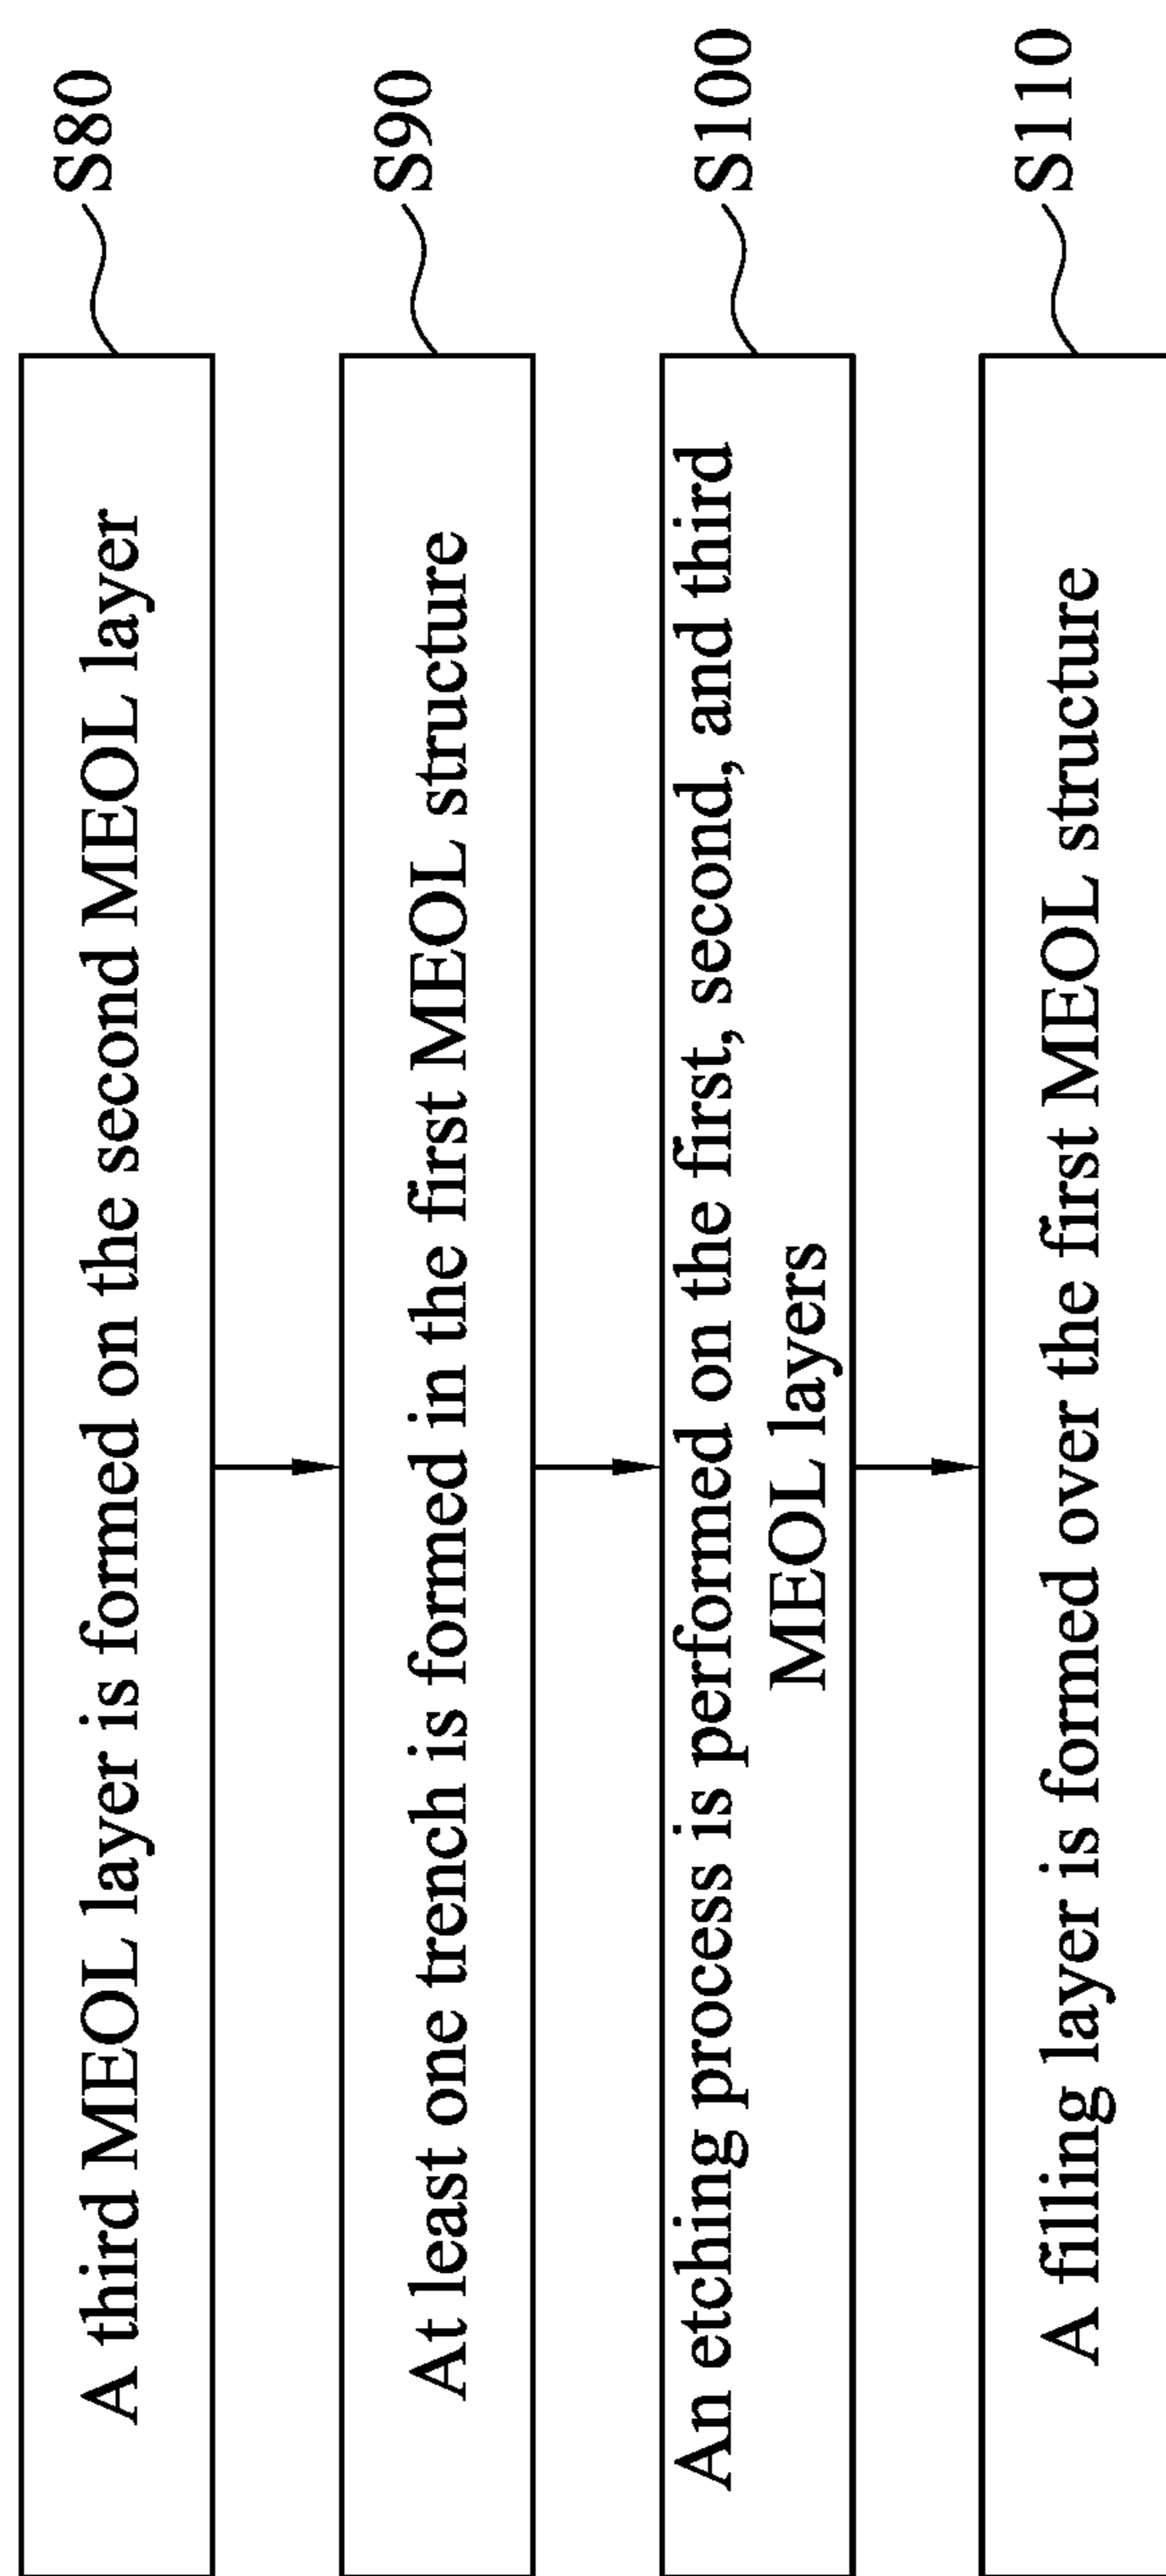 A third MEOL layer is formed on the second MEOL layer
S80
At least one trench is formed in the first MEOL structure
S90
An etching process is performed on the first, second, and third
MEOL layers
S100
A filling layer is formed over the first MEOL structure
S110